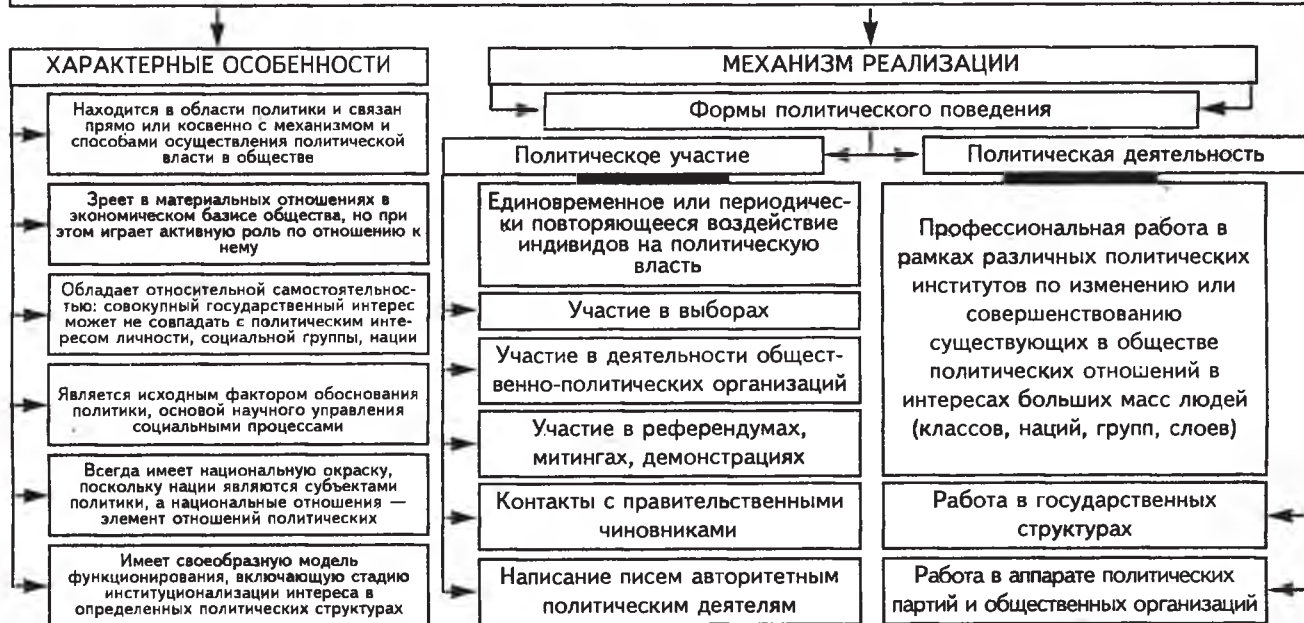 ХАРАКТЕРНЫЕ ОСОБЕННОСТИ
Находится в области политики и связан
прямо или косвенно с механизмом и
способами осуществления политической
власти в обществе
Зреет в материальных отношениях в
экономическом базисе общества, но при
этом играет активную роль по отношению к
нему
Обладает относительной самостоятельнос-
тью: совокупный государственный интерес
может не совпадать с политическим инте-
ресом личности, социальной группы, нации
Является исходным фактором обоснования
политики, основой научного управления
социальными процессами
Всегда имеет национальную окраску,
поскольку нации являются субъектами
политики, а национальные отношения —
элемент отношений политических
Имеет своеобразную модель
функционирования, включающую стадию
институционализации интереса в
определенных политических структурах
МЕХАНИЗМ РЕАЛИЗАЦИИ
Формы политического поведения
Политическое участие
Единовременное или периодичес-
ки повторяющееся воздействие
индивидов на политическую
власть
Участие в выборах
Участие в деятельности общест-
венно-политических организаций
Участие в референдумах,
митингах, демонстрациях
Контакты с правительственными
чиновниками
Написание писем авторитетным
политическим деятелям
Политическая деятельность
Профессиональная работа в
рамках различных политических
институтов по изменению или
совершенствованию
существующих в обществе
политических отношений в
интересах больших масс людей
(классов, наций, групп, слоев)
Работа в государственных
структурах
Работа в аппарате политических
партий и общественных организаций